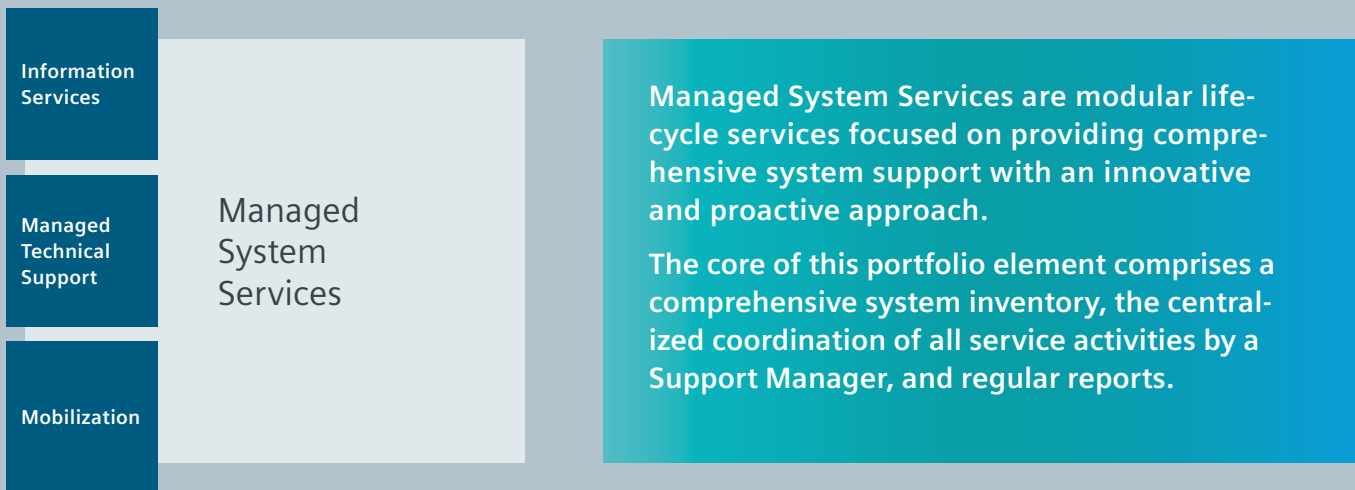 Information
Services
Managed
Technical
Support
Mobilization
Managed
System
Services
Managed System Services are modular life-
cycle services focused on providing compre-
hensive system support with an innovative
and proactive approach.
The core of this portfolio element comprises a
comprehensive system inventory, the central-
ized coordination of all service activities by a
Support Manager, and regular reports.